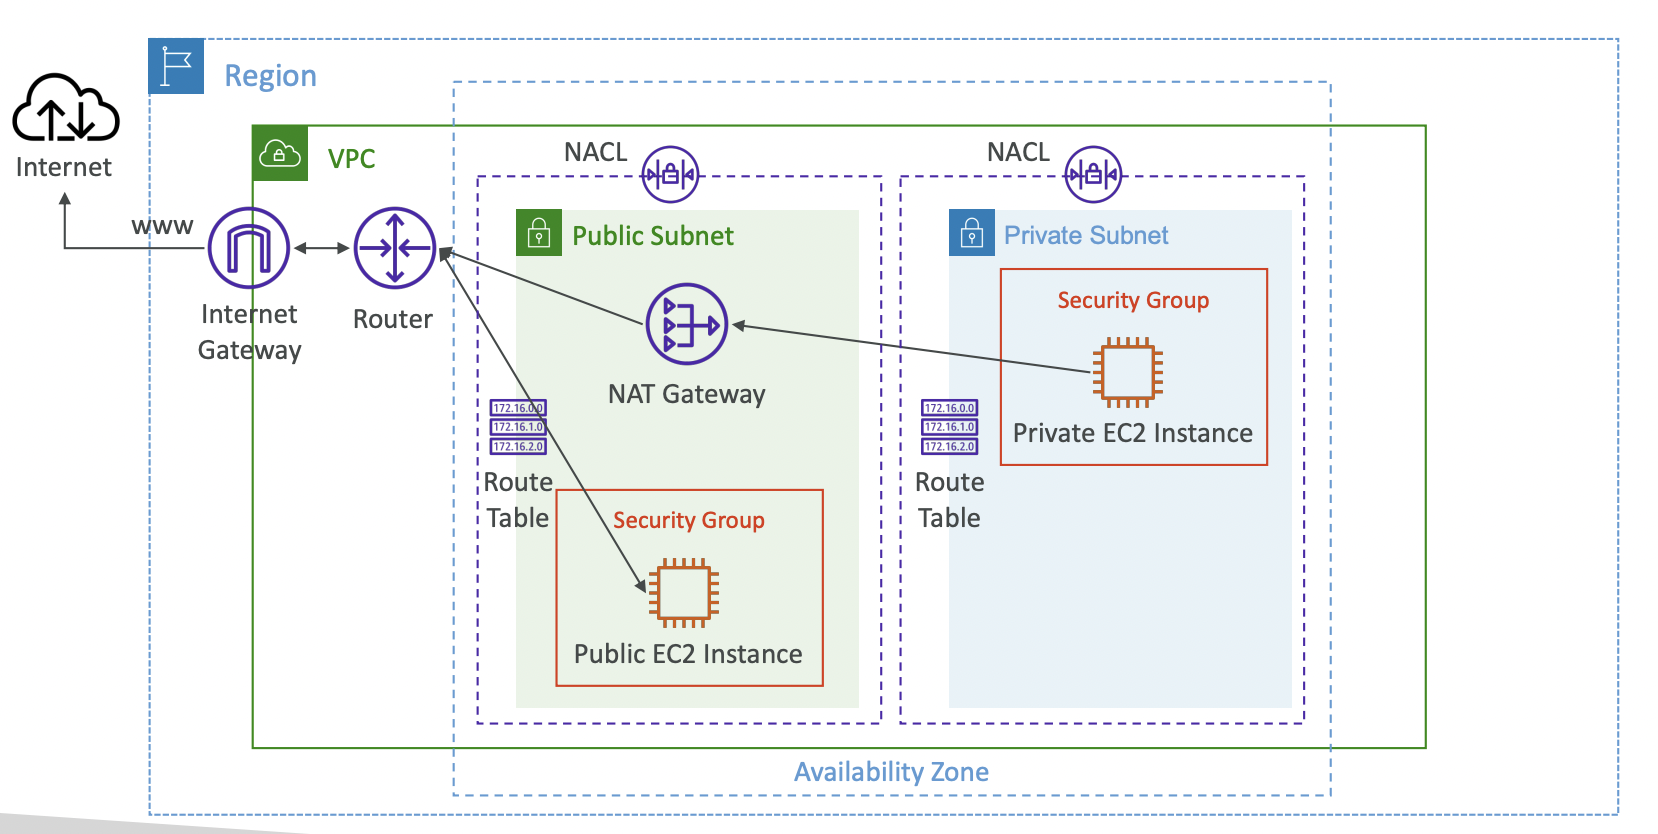 Region
Internet
VPC
NACL
NACL
www
Public Subnet
Private Subnet
Internet
Gateway
Router
Security Group
NAT Gateway
172.16.0.0
172.16.1.0
172.16.2.0
Route
Table
172.16.0.0
172.16.1.0
172.16.2.0
Route
Table
Private EC2 Instance
Security Group
Public EC2 Instance
Availability Zone